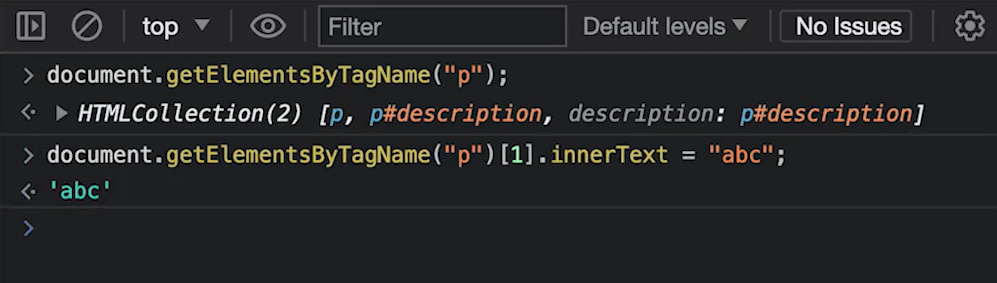 top Filter Default levels No Issues
document.getElementsByTagName("p");
HTMLCollection(2) [p, p#description, description: p#description]
document.getElementsByTagName("p")[1].innerText = "abc";
'abc'